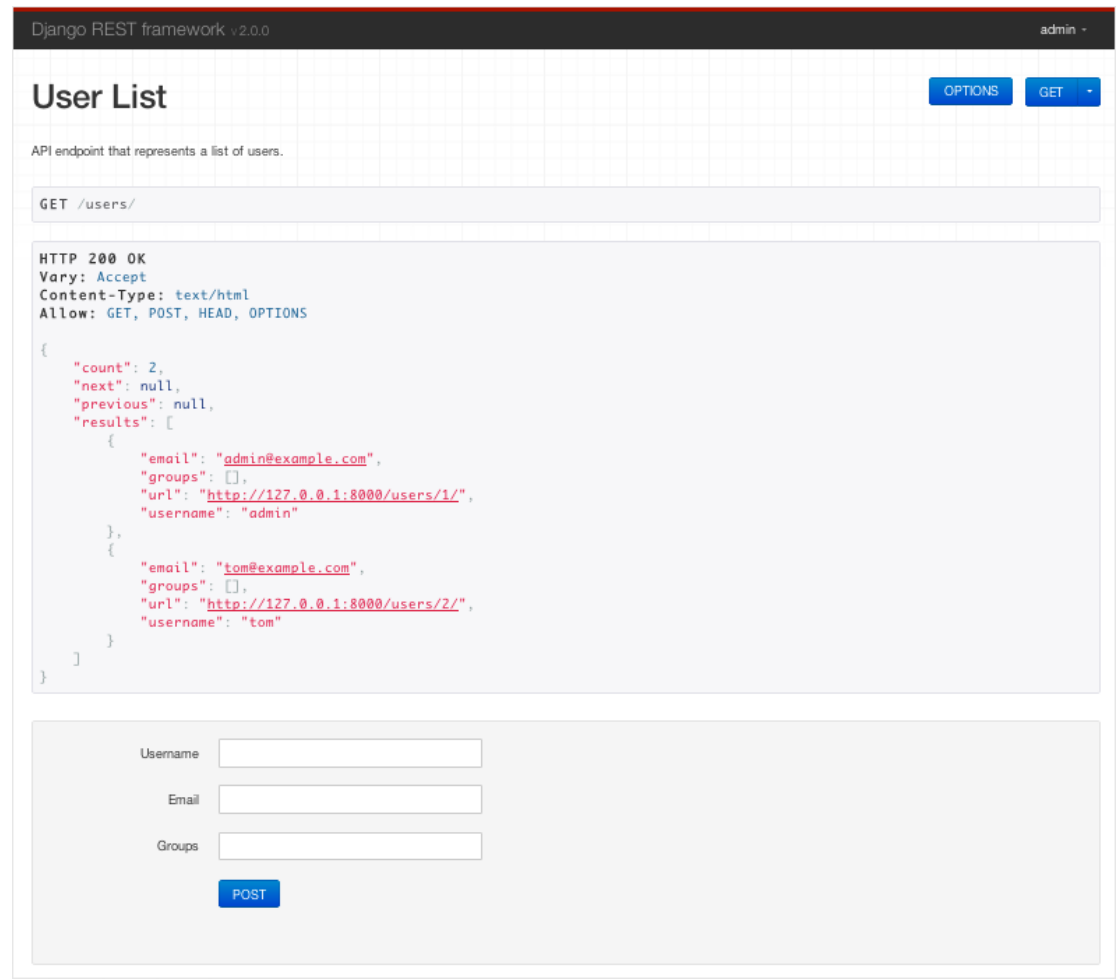 Django REST framework v 2.0.0
admin
User List
OPTIONS
GET
API endpoint that represents a list of users.
GET /users/
HTTP 200 OK
Vary: Accept
Content-Type: text/html
Allow: GET, POST, HEAD, OPTIONS
{
    "count": 2,
    "next": null,
    "previous": null,
    "results": [
        {
            "email": "admin@example.com",
            "groups": [],
            "url": "http://127.0.0.1:8000/users/1/",
            "username": "admin"
        },
        {
            "email": "tom@example.com",
            "groups": [],
            "url": "http://127.0.0.1:8000/users/2/",
            "username": "tom"
        }
    ]
}
Username
Email
Groups
POST